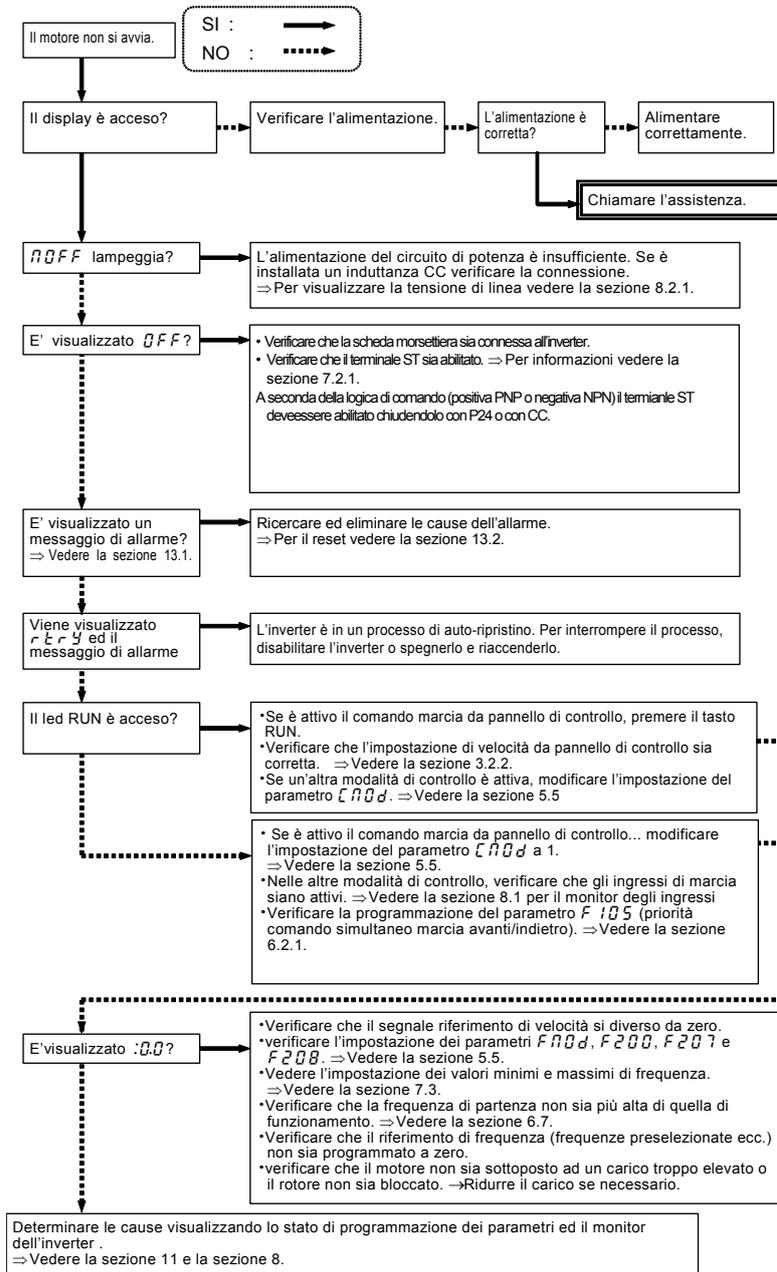 Il motore non si avvia.
SI :
NO :
Il display è acceso?
Verificare l'alimentazione.
L'alimentazione è
corretta?
Alimentare
correttamente.
Chiamare l'assistenza.
ΠOFF lampeggia?
L'alimentazione del circuito di potenza è insufficiente. Se è
installata un induttanza CC verificare la connessione.
⇒ Per visualizzare la tensione di linea vedere la sezione 8.2.1.
E' visualizzato OFF?
• Verificare che la scheda morsettiera sia connessa all'inverter.
• Verificare che il terminale ST sia abilitato. ⇒ Per informazioni vedere la
sezione 7.2.1.
A seconda della logica di comando (positiva PNP o negativa NPN) il termianle ST
deveessere abilitato chiudendolo con P24 o con CC.
E' visualizzato un
messaggio di allarme?
⇒ Vedere la sezione 13.1.
Ricercare ed eliminare le cause dell'allarme.
⇒ Per il reset vedere la sezione 13.2.
Viene visualizzato
rtrY ed il
messaggio di allarme
L'inverter è in un processo di auto-ripristino. Per interrompere il processo,
disabilitare l'inverter o spegnerlo e riaccenderlo.
Il led RUN è acceso?
•Se è attivo il comando marcia da pannello di controllo, premere il tasto
RUN.
•Verificare che l'impostazione di velocità da pannello di controllo sia
corretta. ⇒Vedere la sezione 3.2.2.
•Se un'altra modalità di controllo è attiva, modificare l'impostazione del
parametro CΠOd. ⇒Vedere la sezione 5.5
• Se è attivo il comando marcia da pannello di controllo... modificare
l'impostazione del parametro CΠOd a 1.
⇒Vedere la sezione 5.5.
•Nelle altre modalità di controllo, verificare che gli ingressi di marcia
siano attivi. ⇒Vedere la sezione 8.1 per il monitor degli ingressi
•Verificare la programmazione del parametro F105 (priorità
comando simultaneo marcia avanti/indietro). ⇒Vedere la sezione
6.2.1.
E'visualizzato :0.0?
•Verificare che il segnale riferimento di velocità si diverso da zero.
•verificare l'impostazione dei parametri FΠOd, F200, F207 e
F208. ⇒Vedere la sezione 5.5.
•Vedere l'impostazione dei valori minimi e massimi di frequenza.
⇒Vedere la sezione 7.3.
•Verificare che la frequenza di partenza non sia più alta di quella di
funzionamento. ⇒Vedere la sezione 6.7.
•Verificare che il riferimento di frequenza (frequenze preselezionate ecc.)
non sia programmato a zero.
•verificare che il motore non sia sottoposto ad un carico troppo elevato o
il rotore non sia bloccato. →Ridurre il carico se necessario.
Determinare le cause visualizzando lo stato di programmazione dei parametri ed il monitor
dell'inverter .
⇒Vedere la sezione 11 e la sezione 8.